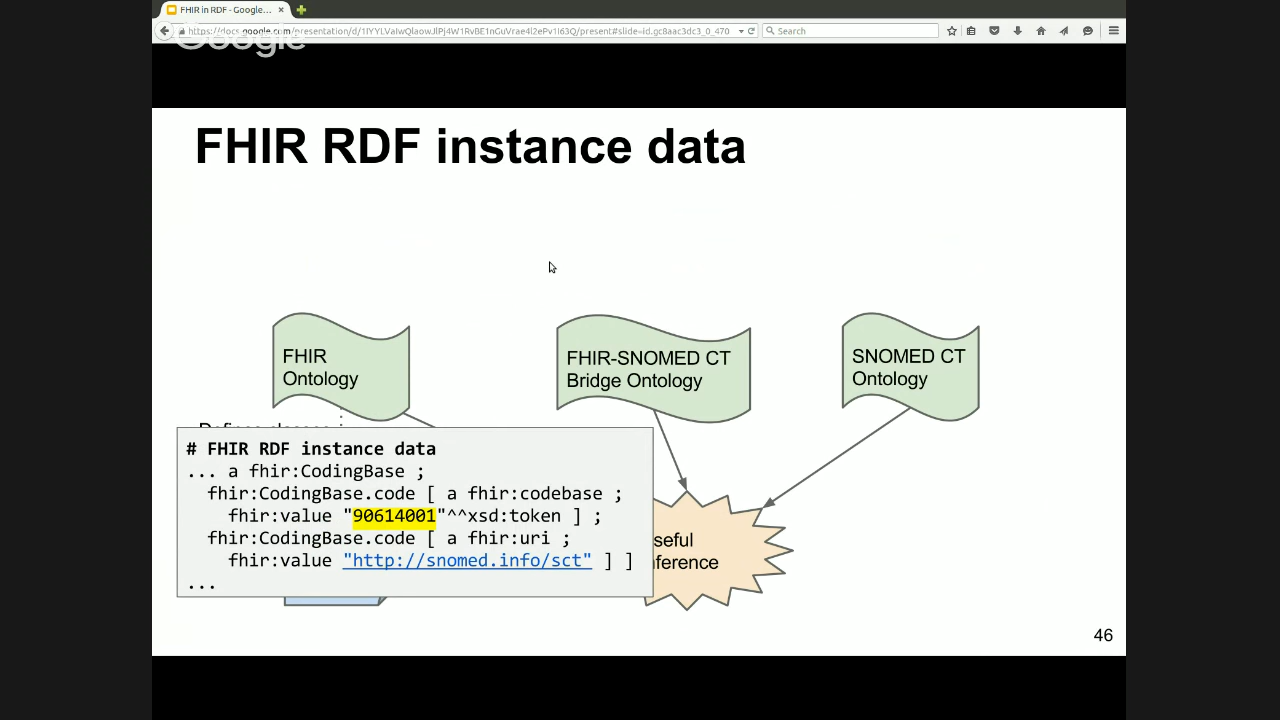 FHIR in RDF - Google...
https://docs.google.com/presentation/d/1IYYLValwQlaowJlPj4W1RvBE1nGuVrae4l2ePv1I63Q/present#slide=id.gc8aac3dc3_0_470
Search
Google
FHIR RDF instance data
FHIR
Ontology
FHIR-SNOMED CT
Bridge Ontology
SNOMED CT
Ontology
# FHIR RDF instance data
... a fhir:CodingBase ;
fhir:CodingBase.code [ a fhir:codebase ;
fhir:value "90614001"^^xsd:token ] ;
fhir:CodingBase.code [ a fhir:uri ;
fhir:value "http://snomed.info/sct" ] ]
...
seful
ference
46